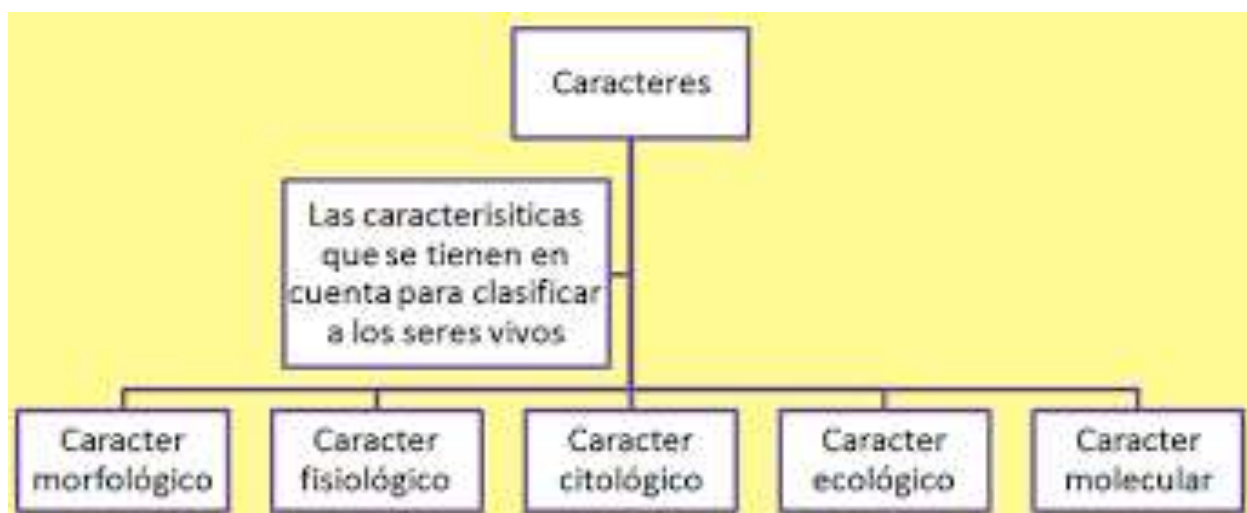 Caracteres
Las caracterisiticas
que se tienen en
cuenta para clasificar
a los seres vivos
Caracter
morfológico
Caracter
fisiológico
Caracter
citológico
Caracter
ecológico
Caracter
molecular